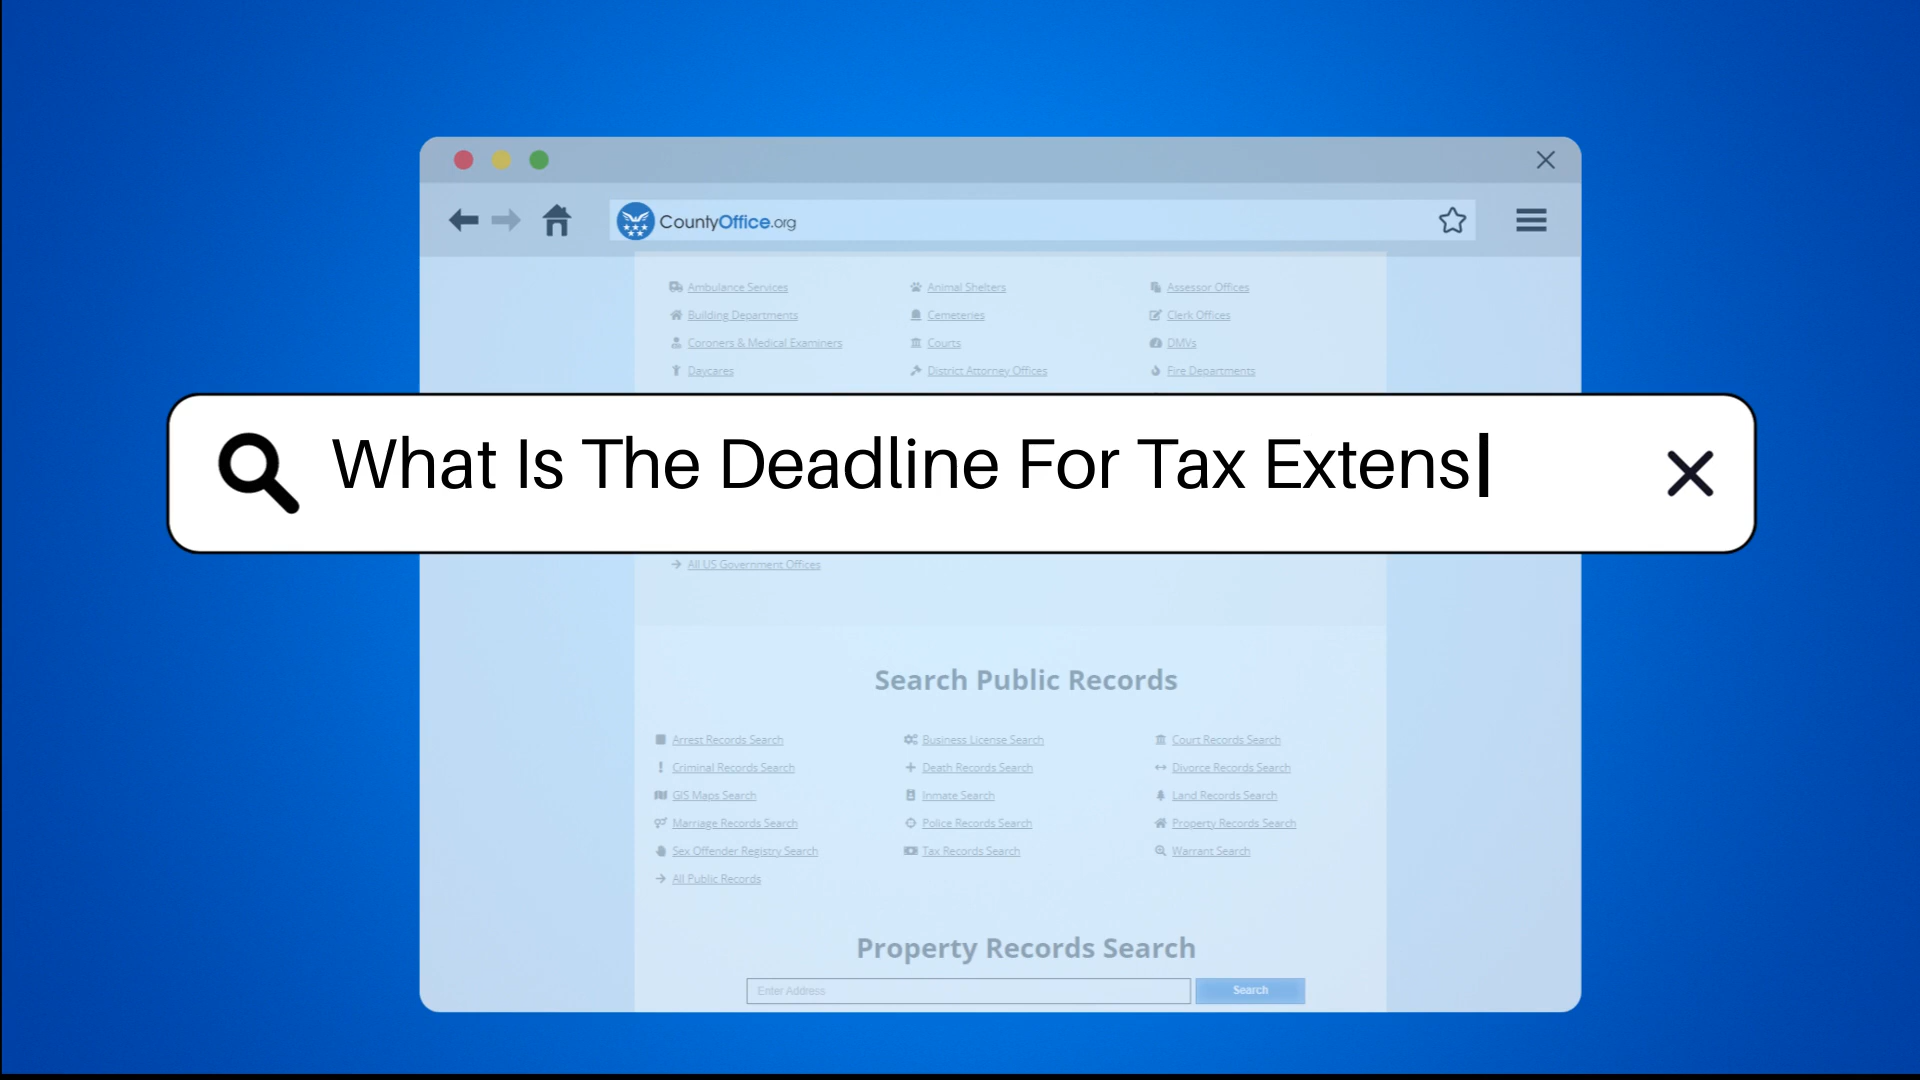 CountyOffice.org
Ambulance Services Animal Shelters Assessor Offices
Building Departments Cemeteries Clerk Offices
Coroners & Medical Examiners Courts DMVs
Daycares District Attorney Offices Fire Departments
What Is The Deadline For Tax Extens
All US Government Offices
Search Public Records
Arrest Records Search Business License Search Court Records Search
Criminal Records Search Death Records Search Divorce Records Search
GIS Maps Search Inmate Search Land Records Search
Marriage Records Search Police Records Search Property Records Search
Sex Offender Registry Search Tax Records Search Warrant Search
All Public Records
Property Records Search
Enter Address Search